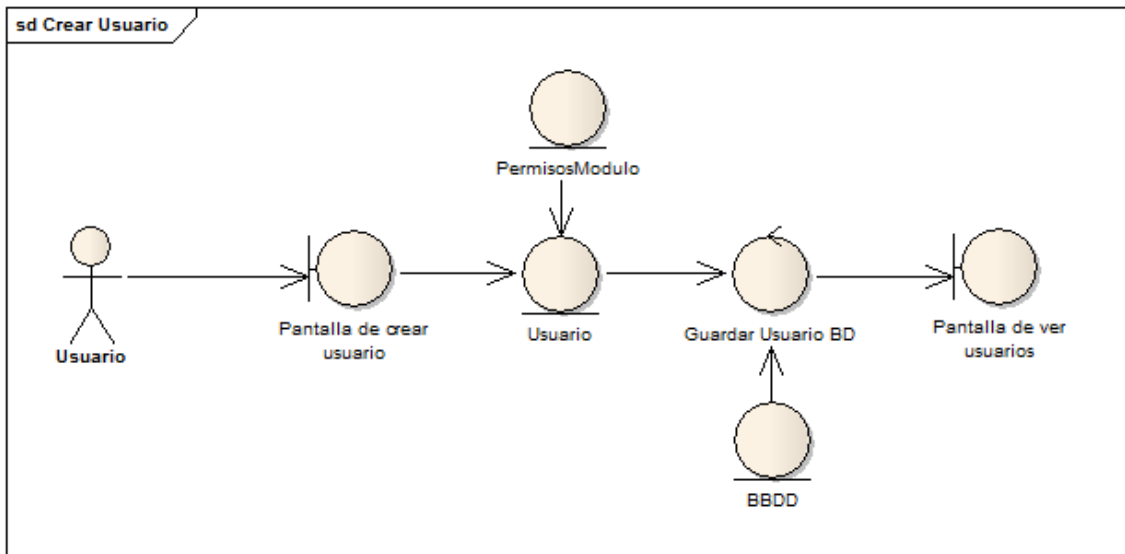 sd Crear Usuario
PermisosModulo
Usuario
Pantalla de crear
usuario
Usuario
Guardar Usuario BD
Pantalla de ver
usuarios
BBDD